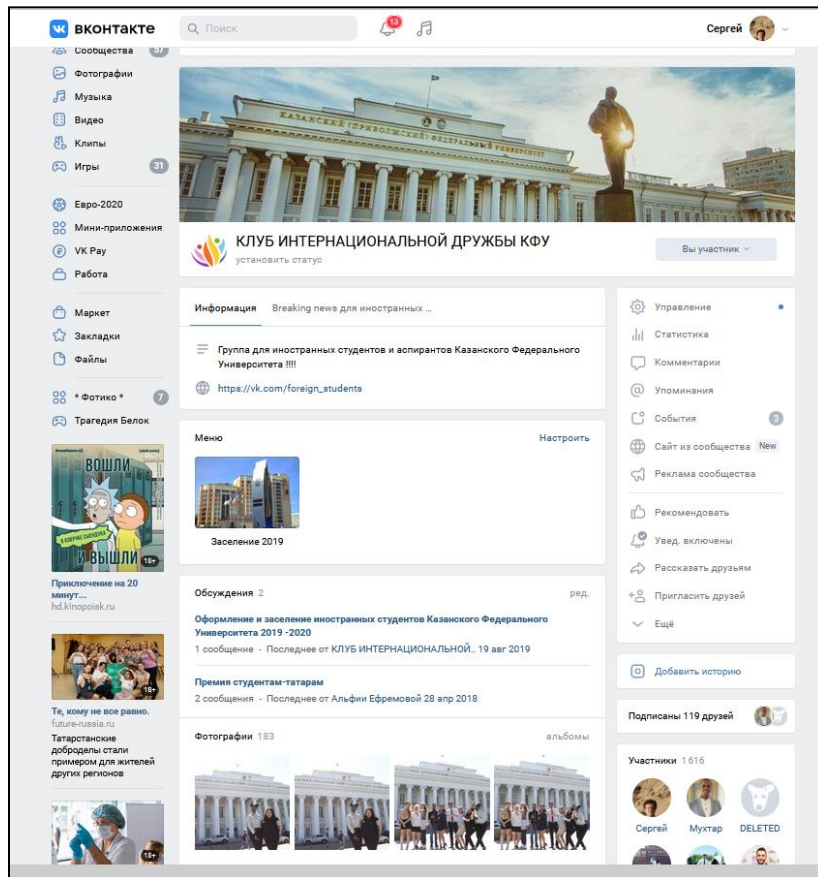 вконтакте
Поиск
13
Сергей
Сообщества 57
Фотографии
Музыка
Видео
Клипы
Игры 31
Евро-2020
Мини-приложения
VK Pay
Работа
Маркет
Закладки
Файлы
* Фотико * 7
Трагедия Белок
ВОШЛИ
В ОЗВУЧКЕ СЫЕНДУКА
И ВЫШЛИ 18+
Приключение на 20
минут...
hd.kinopoisk.ru
18+
Те, кому не все равно.
future-russia.ru
Татарстанские
доброделы стали
примером для жителей
других регионов
18+
КАЗАНСКИЙ (ПРИВОЛЖСКИЙ) ФЕДЕРАЛЬНЫЙ УНИВЕРСИТЕТ
КЛУБ ИНТЕРНАЦИОНАЛЬНОЙ ДРУЖБЫ КФУ
установить статус
Вы участник
Информация Breaking news для иностранных ...
Группа для иностранных студентов и аспирантов Казанского Федерального
Университета !!!!
https://vk.com/foreign_students
Меню Настроить
Заселение 2019
Обсуждения 2 ред.
Оформление и заселение иностранных студентов Казанского Федерального
Университета 2019 -2020
1 сообщение - Последнее от КЛУБ ИНТЕРНАЦИОНАЛЬНОЙ... 19 авг 2019
Премия студентам-татарам
2 сообщения - Последнее от Альфии Ефремовой 28 апр 2018
Фотографии 183 альбомы
Управление
Статистика
Комментарии
Упоминания
События 3
Сайт из сообщества New
Реклама сообщества
Рекомендовать
Увед. включены
Рассказать друзьям
Пригласить друзей
Ещё
Добавить историю
Подписаны 119 друзей
Участники 1 616
Сергей Мухтар DELETED